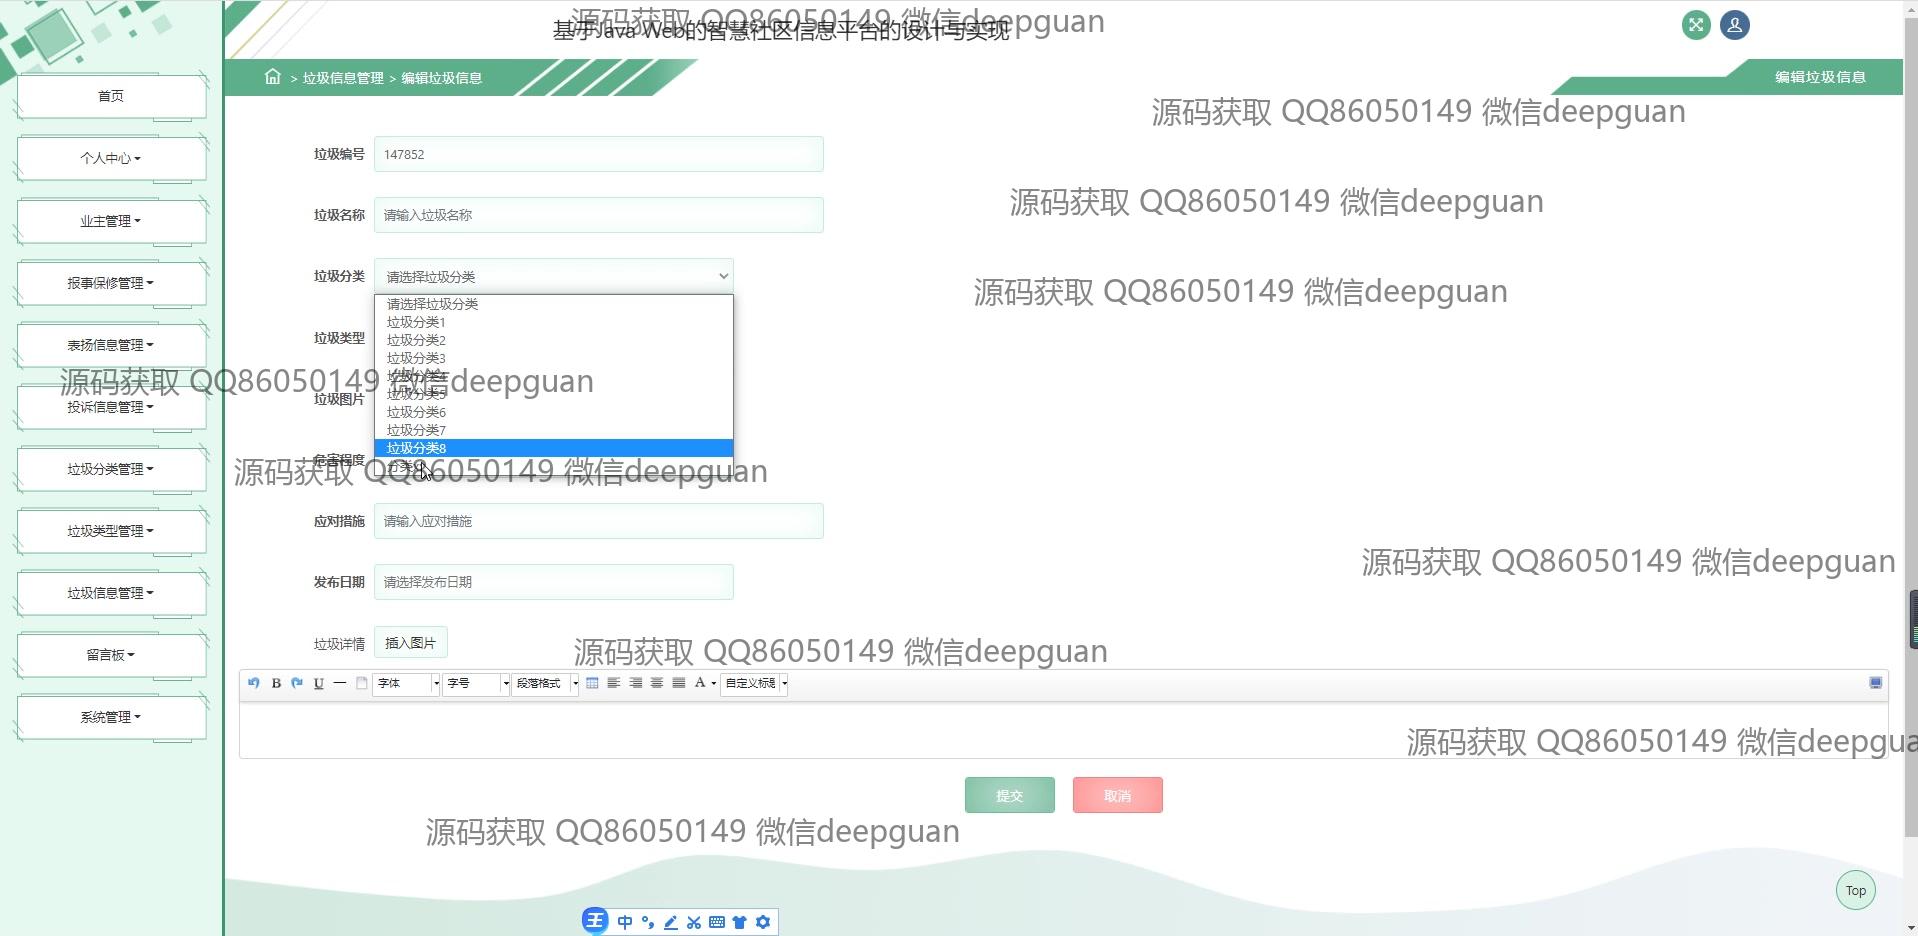 源码获取 QQ86050149 微信deepguan
基于Java Web的智慧社区信息平台的设计与实现
> 垃圾信息管理 > 编辑垃圾信息
编辑垃圾信息
源码获取 QQ86050149 微信deepguan
首页
个人中心
业主管理
报事保修管理
表扬信息管理
投诉信息管理
垃圾分类管理
垃圾类型管理
垃圾信息管理
留言板
系统管理
垃圾编号 147852
源码获取 QQ86050149 微信deepguan
垃圾名称 请输入垃圾名称
垃圾分类 请选择垃圾分类
源码获取 QQ86050149 微信deepguan
请选择垃圾分类
垃圾分类1
垃圾分类2
垃圾类型
垃圾分类3
垃圾分类4
源码获取 QQ86050149 微信deepguan
垃圾分类5
垃圾图片
垃圾分类6
垃圾分类7
垃圾分类8
危害程度
分类
源码获取 QQ86050149 微信deepguan
应对措施 请输入应对措施
源码获取 QQ86050149 微信deepguan
发布日期 请选择发布日期
垃圾详情 插入图片
源码获取 QQ86050149 微信deepguan
B U 字体 字号 段落格式 A 自定义标题
源码获取 QQ86050149 微信deepgua
提交 取消
源码获取 QQ86050149 微信deepguan
Top
王 中